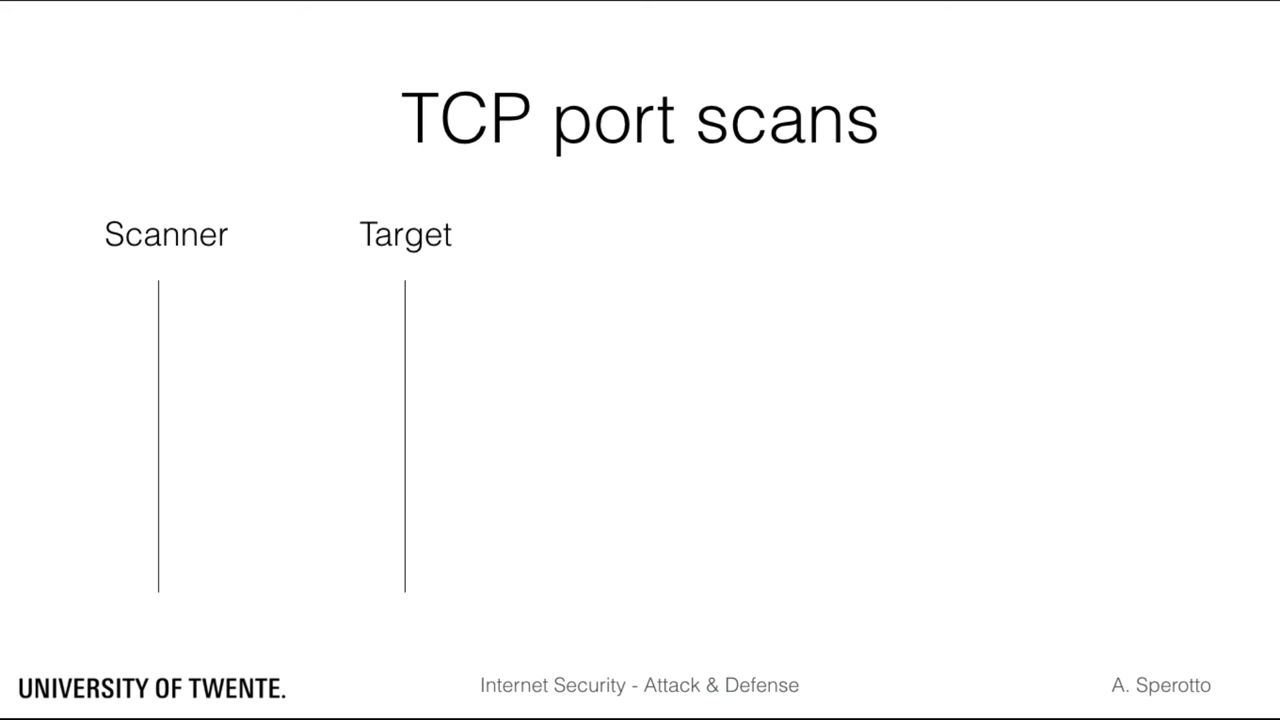 TCP port scans
Scanner Target
UNIVERSITY OF TWENTE. Internet Security - Attack & Defense A. Sperotto